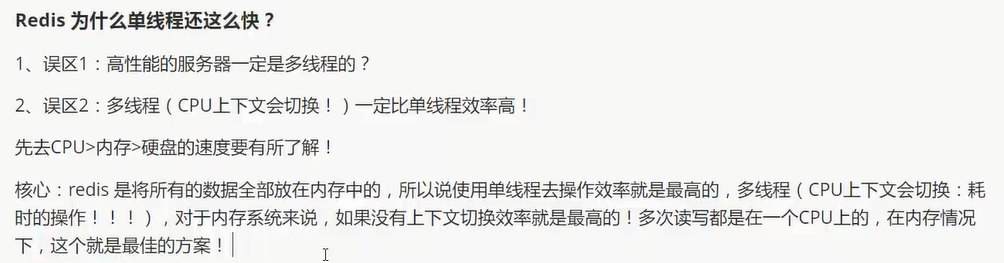 Redis 为什么单线程还这么快？
1、误区1：高性能的服务器一定是多线程的？
2、误区2：多线程（CPU上下文会切换！）一定比单线程效率高！
先去CPU>内存>硬盘的速度要有所了解！
核心：redis 是将所有的数据全部放在内存中的，所以说使用单线程去操作效率就是最高的，多线程（CPU上下文会切换：耗
时的操作！！！），对于内存系统来说，如果没有上下文切换效率就是最高的！多次读写都是在一个CPU上的，在内存情况
下，这个就是最佳的方案！